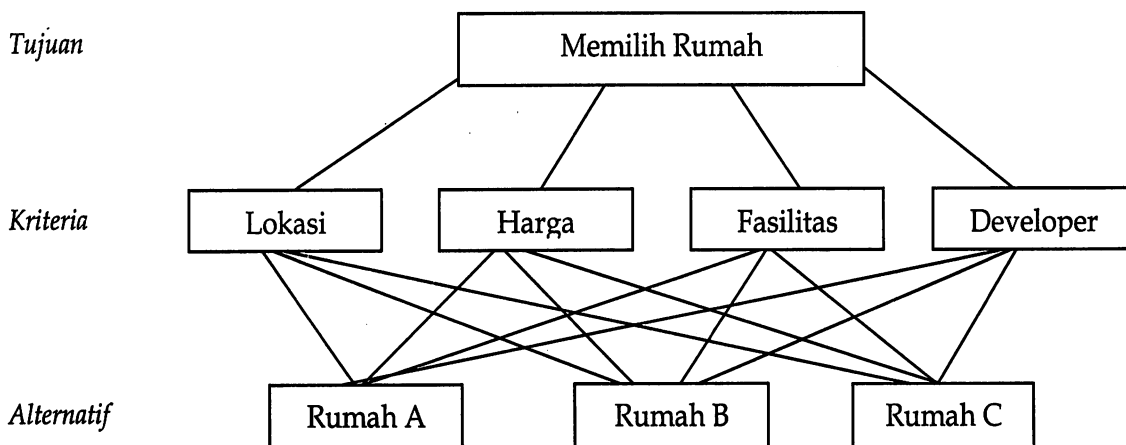 Tujuan
Memilih Rumah
Kriteria
Lokasi
Harga
Fasilitas
Developer
Alternatif
Rumah A
Rumah B
Rumah C